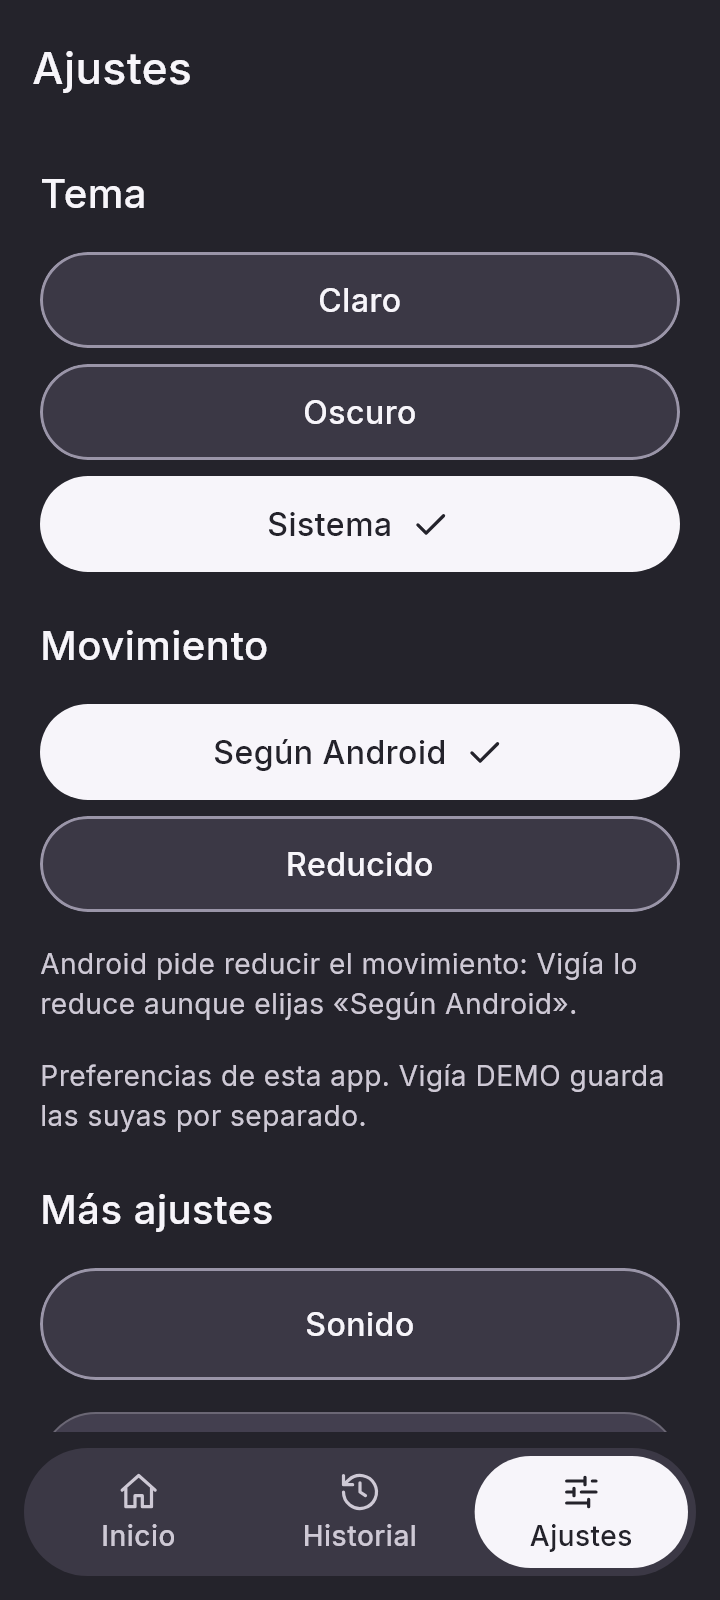 Ajustes
Tema
Claro
Oscuro
Sistema
Movimiento
Según Android
Reducido
Android pide reducir el movimiento: Vigía lo
reduce aunque elijas «Según Android».
Preferencias de esta app. Vigía DEMO guarda
las suyas por separado.
Más ajustes
Sonido
Inicio
Historial
Ajustes